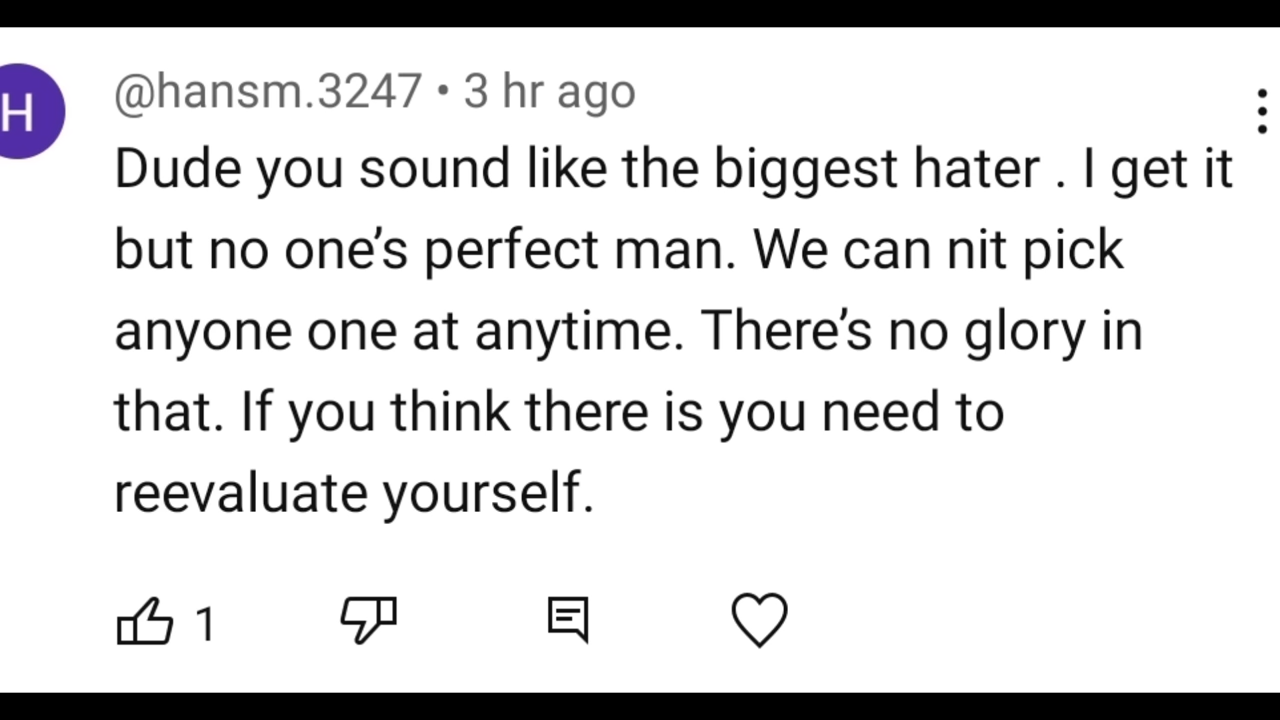 H
@hansm.3247 • 3 hr ago
Dude you sound like the biggest hater . I get it
but no one’s perfect man. We can nit pick
anyone one at anytime. There’s no glory in
that. If you think there is you need to
reevaluate yourself.
1